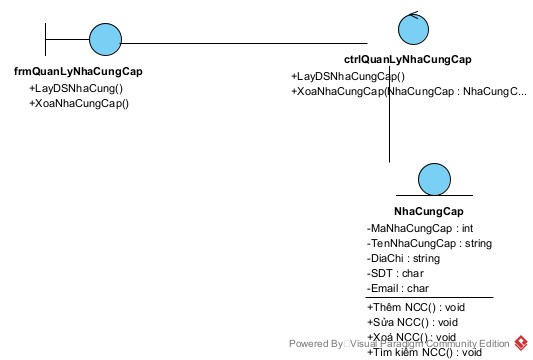 frmQuanLyNhaCungCap
+LayDSNhaCung()
+XoaNhaCungCap()
ctrlQuanLyNhaCungCap
+LayDSNhaCungCap()
+XoaNhaCungCap(NhaCungCap : NhaCungC...
NhaCungCap
-MaNhaCungCap : int
-TenNhaCungCap : string
-DiaChi : string
-SDT : char
-Email : char
+Thêm NCC() : void
+Sửa NCC() : void
+Xoá NCC() : void
Powered By Visual Paradigm Community Edition
+Tìm kiếm NCC() : void